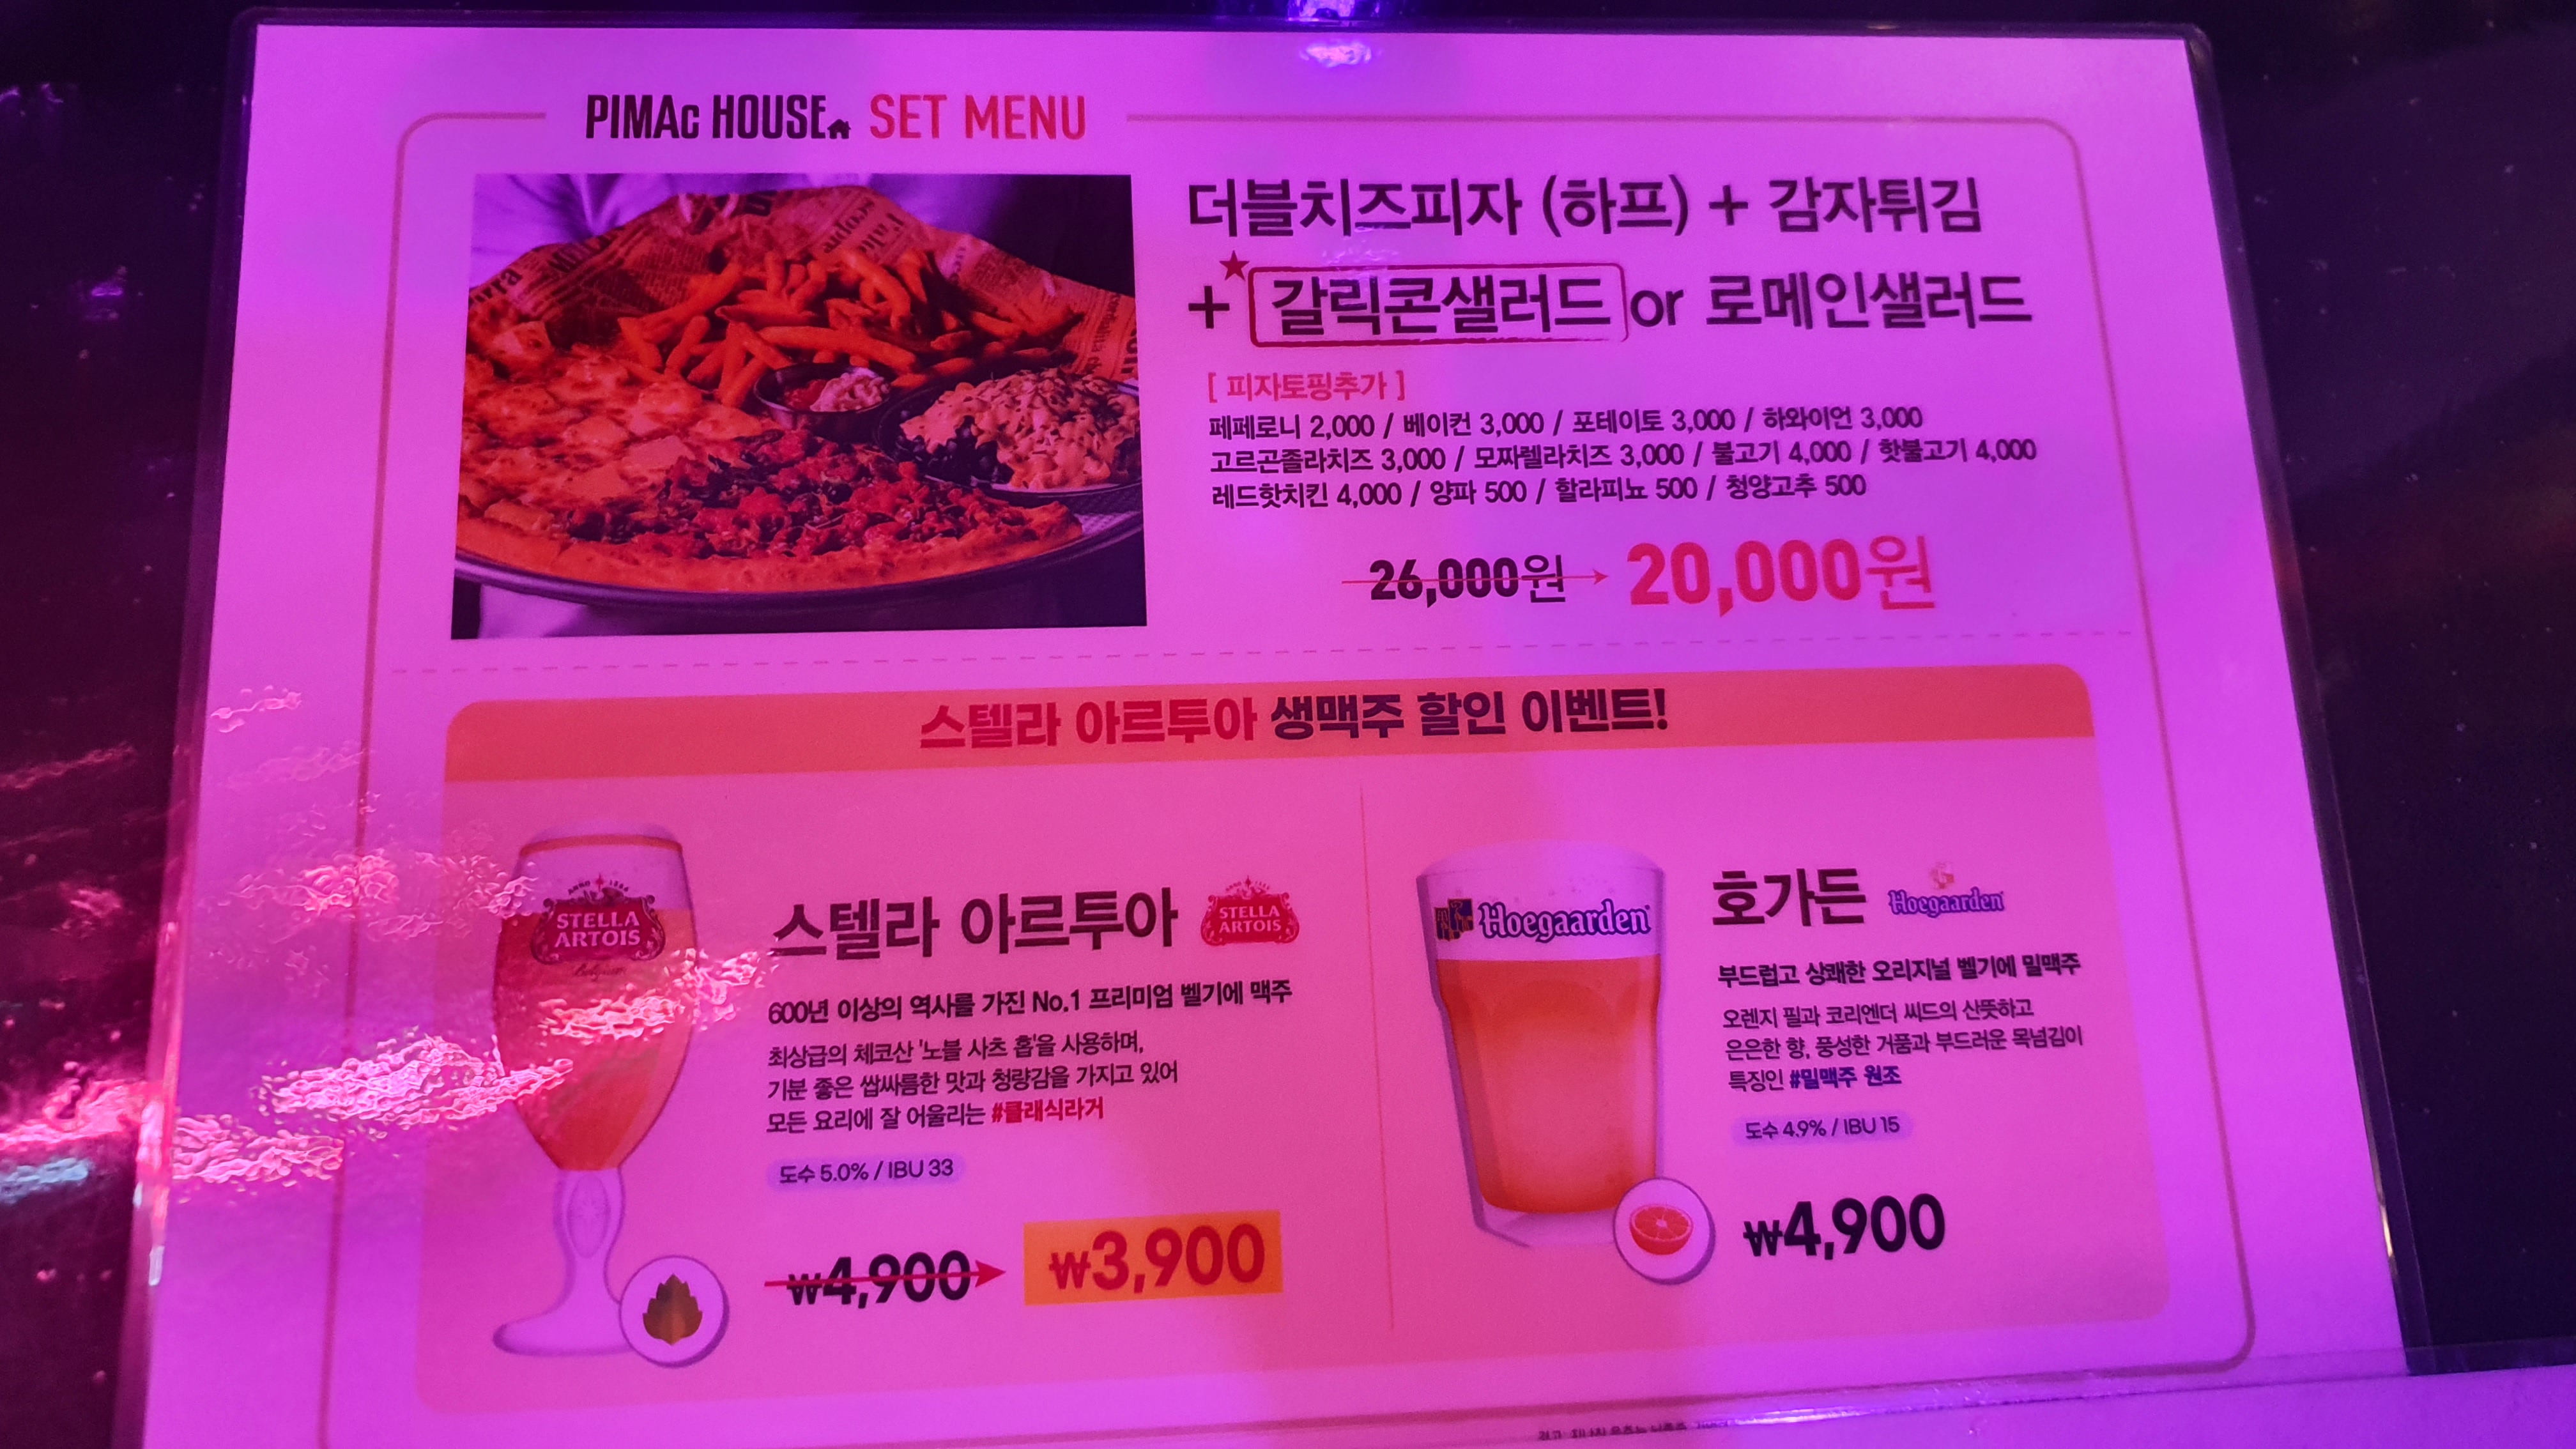 PIMAc HOUSE SET MENU
더블치즈피자 (하프) + 감자튀김
+ ★갈릭콘샐러드 or 로메인샐러드
[ 피자토핑추가 ]
페페로니 2,000 / 베이컨 3,000 / 포테이토 3,000 / 하와이언 3,000
고르곤졸라치즈 3,000 / 모짜렐라치즈 3,000 / 불고기 4,000 / 핫불고기 4,000
레드핫치킨 4,000 / 양파 500 / 할라피뇨 500 / 청양고추 500
26,000원 → 20,000원
스텔라 아르투아 생맥주 할인 이벤트!
ANNO 1366
STELLA
ARTOIS
Belgium
스텔라 아르투아
STELLA
ARTOIS
600년 이상의 역사를 가진 No.1 프리미엄 벨기에 맥주
최상급의 체코산 '노블 사츠 홉'을 사용하며,
기분 좋은 쌉싸름한 맛과 청량감을 가지고 있어
모든 요리에 잘 어울리는 #클래식라거
도수 5.0% / IBU 33
₩4,900 → ₩3,900
Hoegaarden
호가든 Hoegaarden
부드럽고 상쾌한 오리지널 벨기에 밀맥주
오렌지 필과 코리엔더 씨드의 산뜻하고
은은한 향, 풍성한 거품과 부드러운 목넘김이
특징인 #밀맥주 원조
도수 4.9% / IBU 15
₩4,900